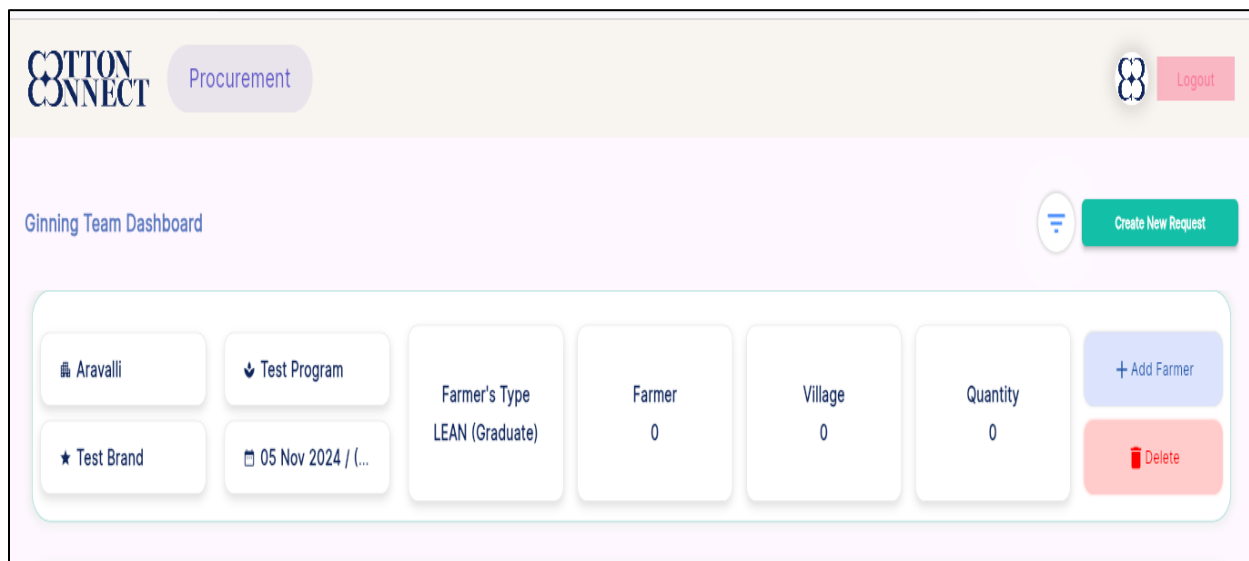 COTTON
CONNECT
Procurement
Logout
Ginning Team Dashboard
Create New Request
Aravalli
Test Program
Test Brand
05 Nov 2024 / (...
Farmer's Type
LEAN (Graduate)
Farmer
0
Village
0
Quantity
0
+ Add Farmer
Delete